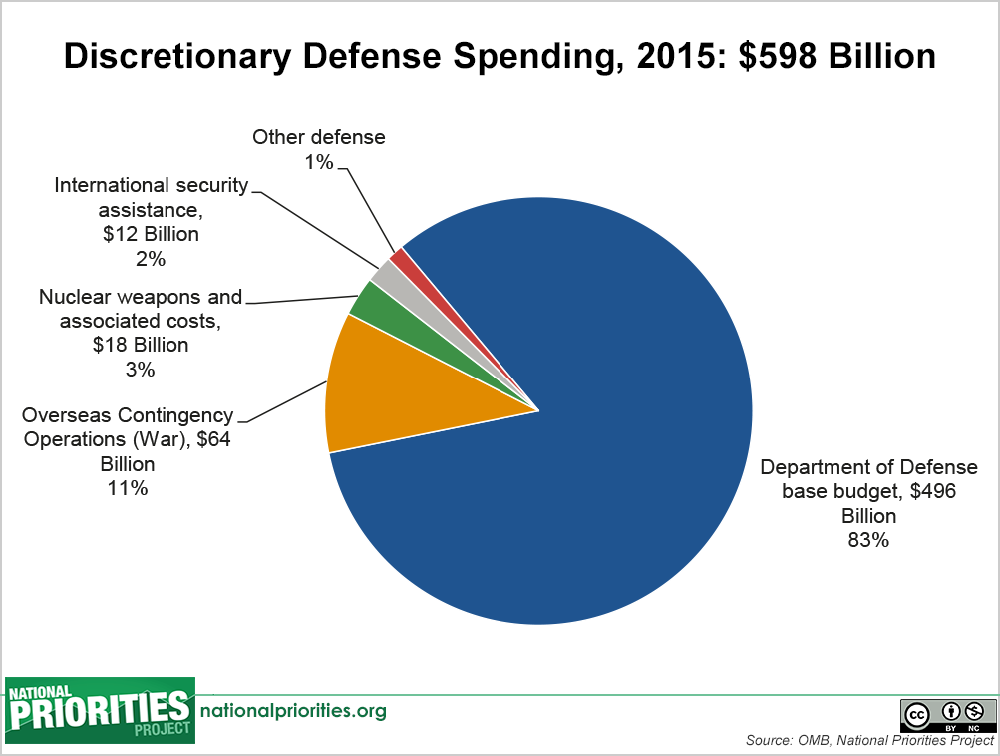 Discretionary Defense Spending, 2015: $598 Billion
Other defense
1%
International security
assistance,
$12 Billion
2%
Nuclear weapons and
associated costs,
$18 Billion
3%
Overseas Contingency
Operations (War), $64
Billion
11%
Department of Defense
base budget, $496
Billion
83%
NATIONAL
PRIORITIES
PROJECT
nationalpriorities.org
cc
BY NC
Source: OMB, National Priorities Project